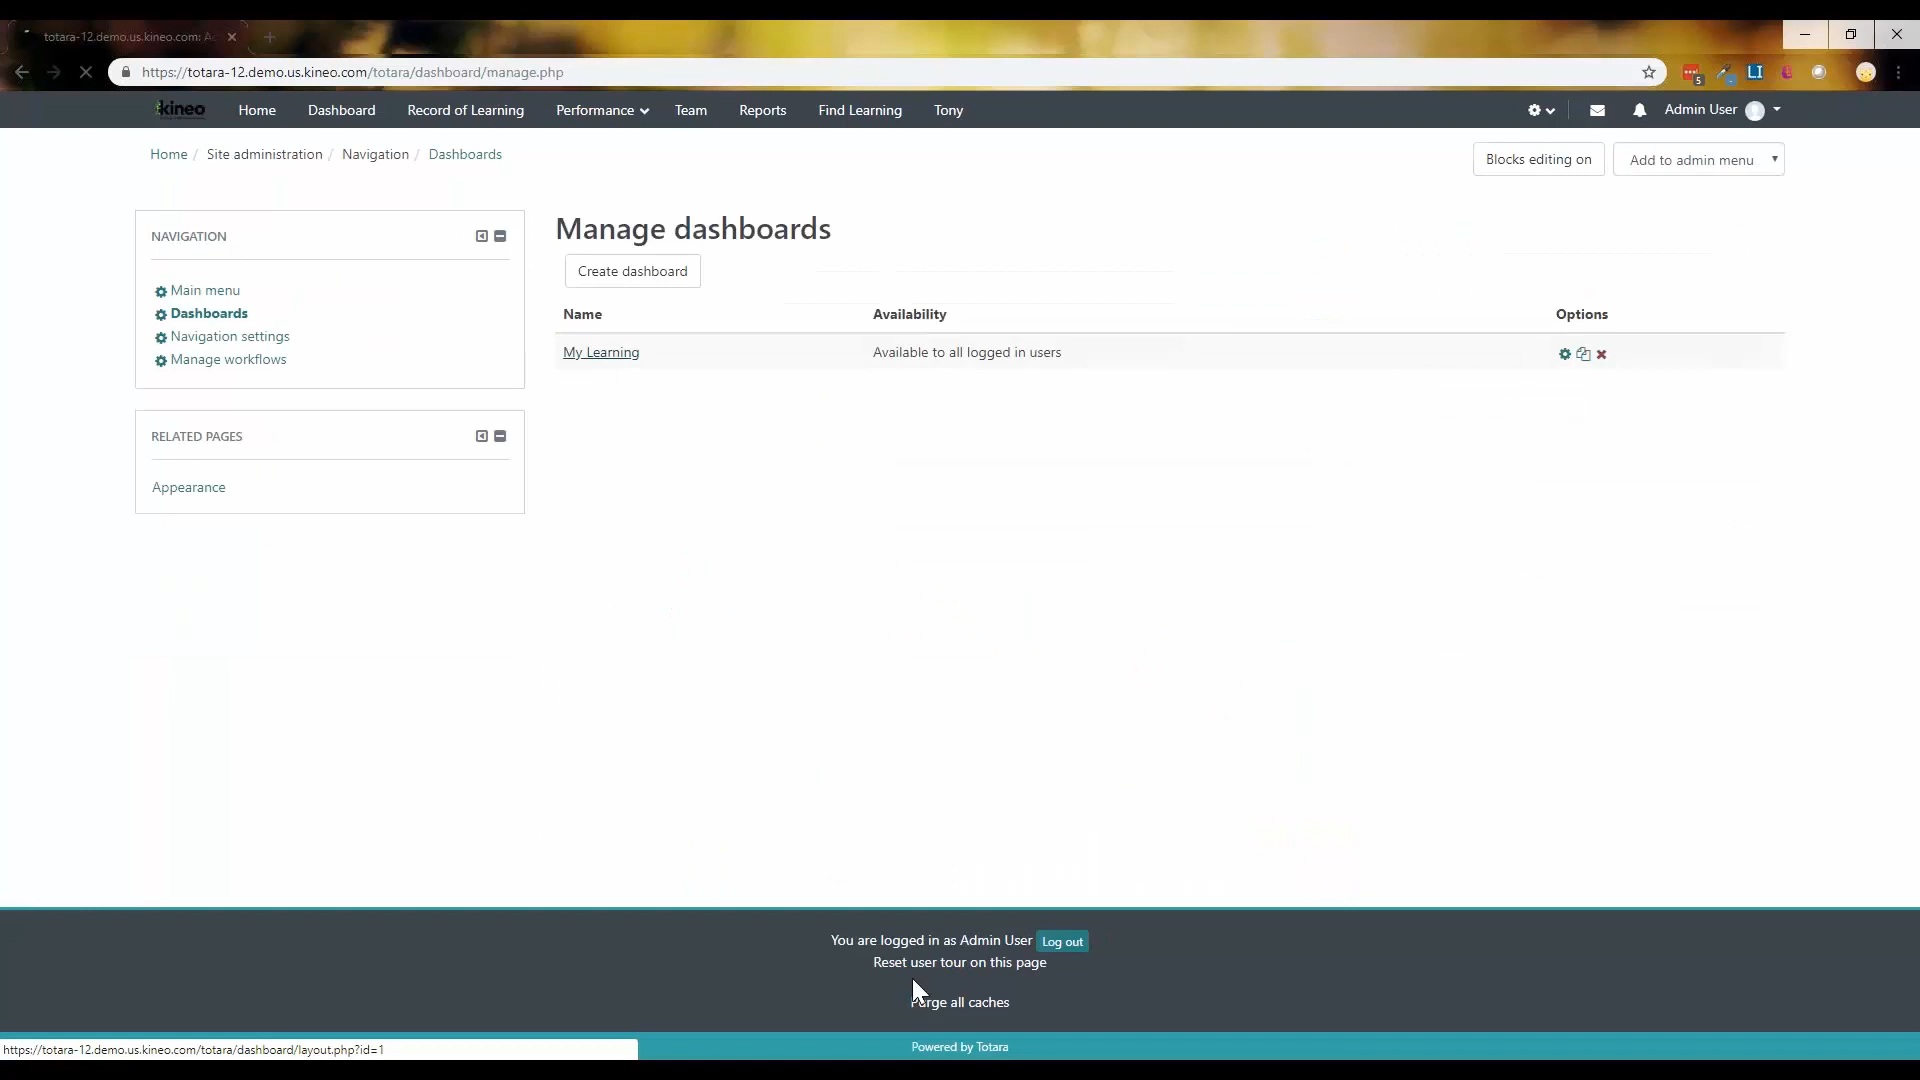 totara-12.demo.us.kineo.com: A
https://totara-12.demo.us.kineo.com/totara/dashboard/manage.php
5
LI
kineo
Home
Dashboard
Record of Learning
Performance
Team
Reports
Find Learning
Tony
Admin User
Home / Site administration / Navigation / Dashboards
Blocks editing on
Add to admin menu
NAVIGATION
Main menu
Dashboards
Navigation settings
Manage workflows
RELATED PAGES
Appearance
Manage dashboards
Create dashboard
Name
Availability
Options
My Learning
Available to all logged in users
You are logged in as Admin User Log out
Reset user tour on this page
Purge all caches
https://totara-12.demo.us.kineo.com/totara/dashboard/layout.php?id=1
Powered by Totara